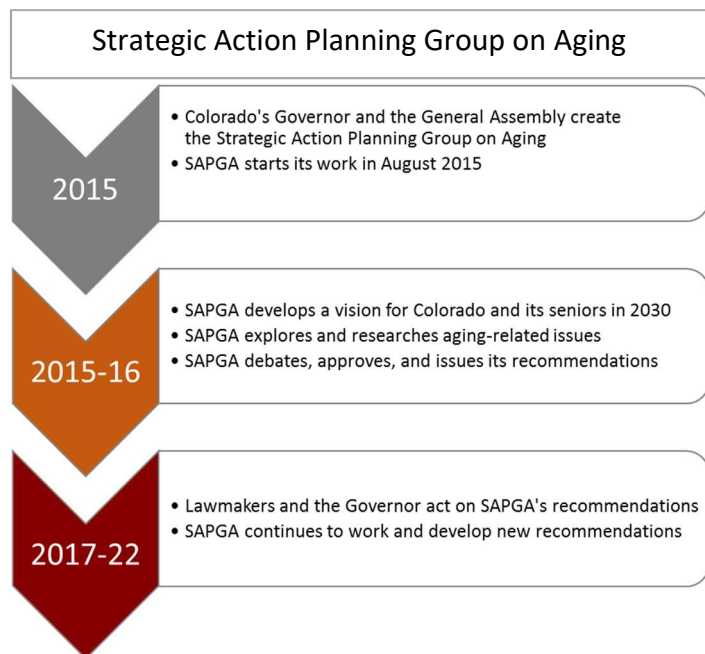 Strategic Action Planning Group on Aging
2015
• Colorado's Governor and the General Assembly create
the Strategic Action Planning Group on Aging
• SAPGA starts its work in August 2015
2015-16
• SAPGA develops a vision for Colorado and its seniors in 2030
• SAPGA explores and researches aging-related issues
• SAPGA debates, approves, and issues its recommendations
2017-22
• Lawmakers and the Governor act on SAPGA's recommendations
• SAPGA continues to work and develop new recommendations